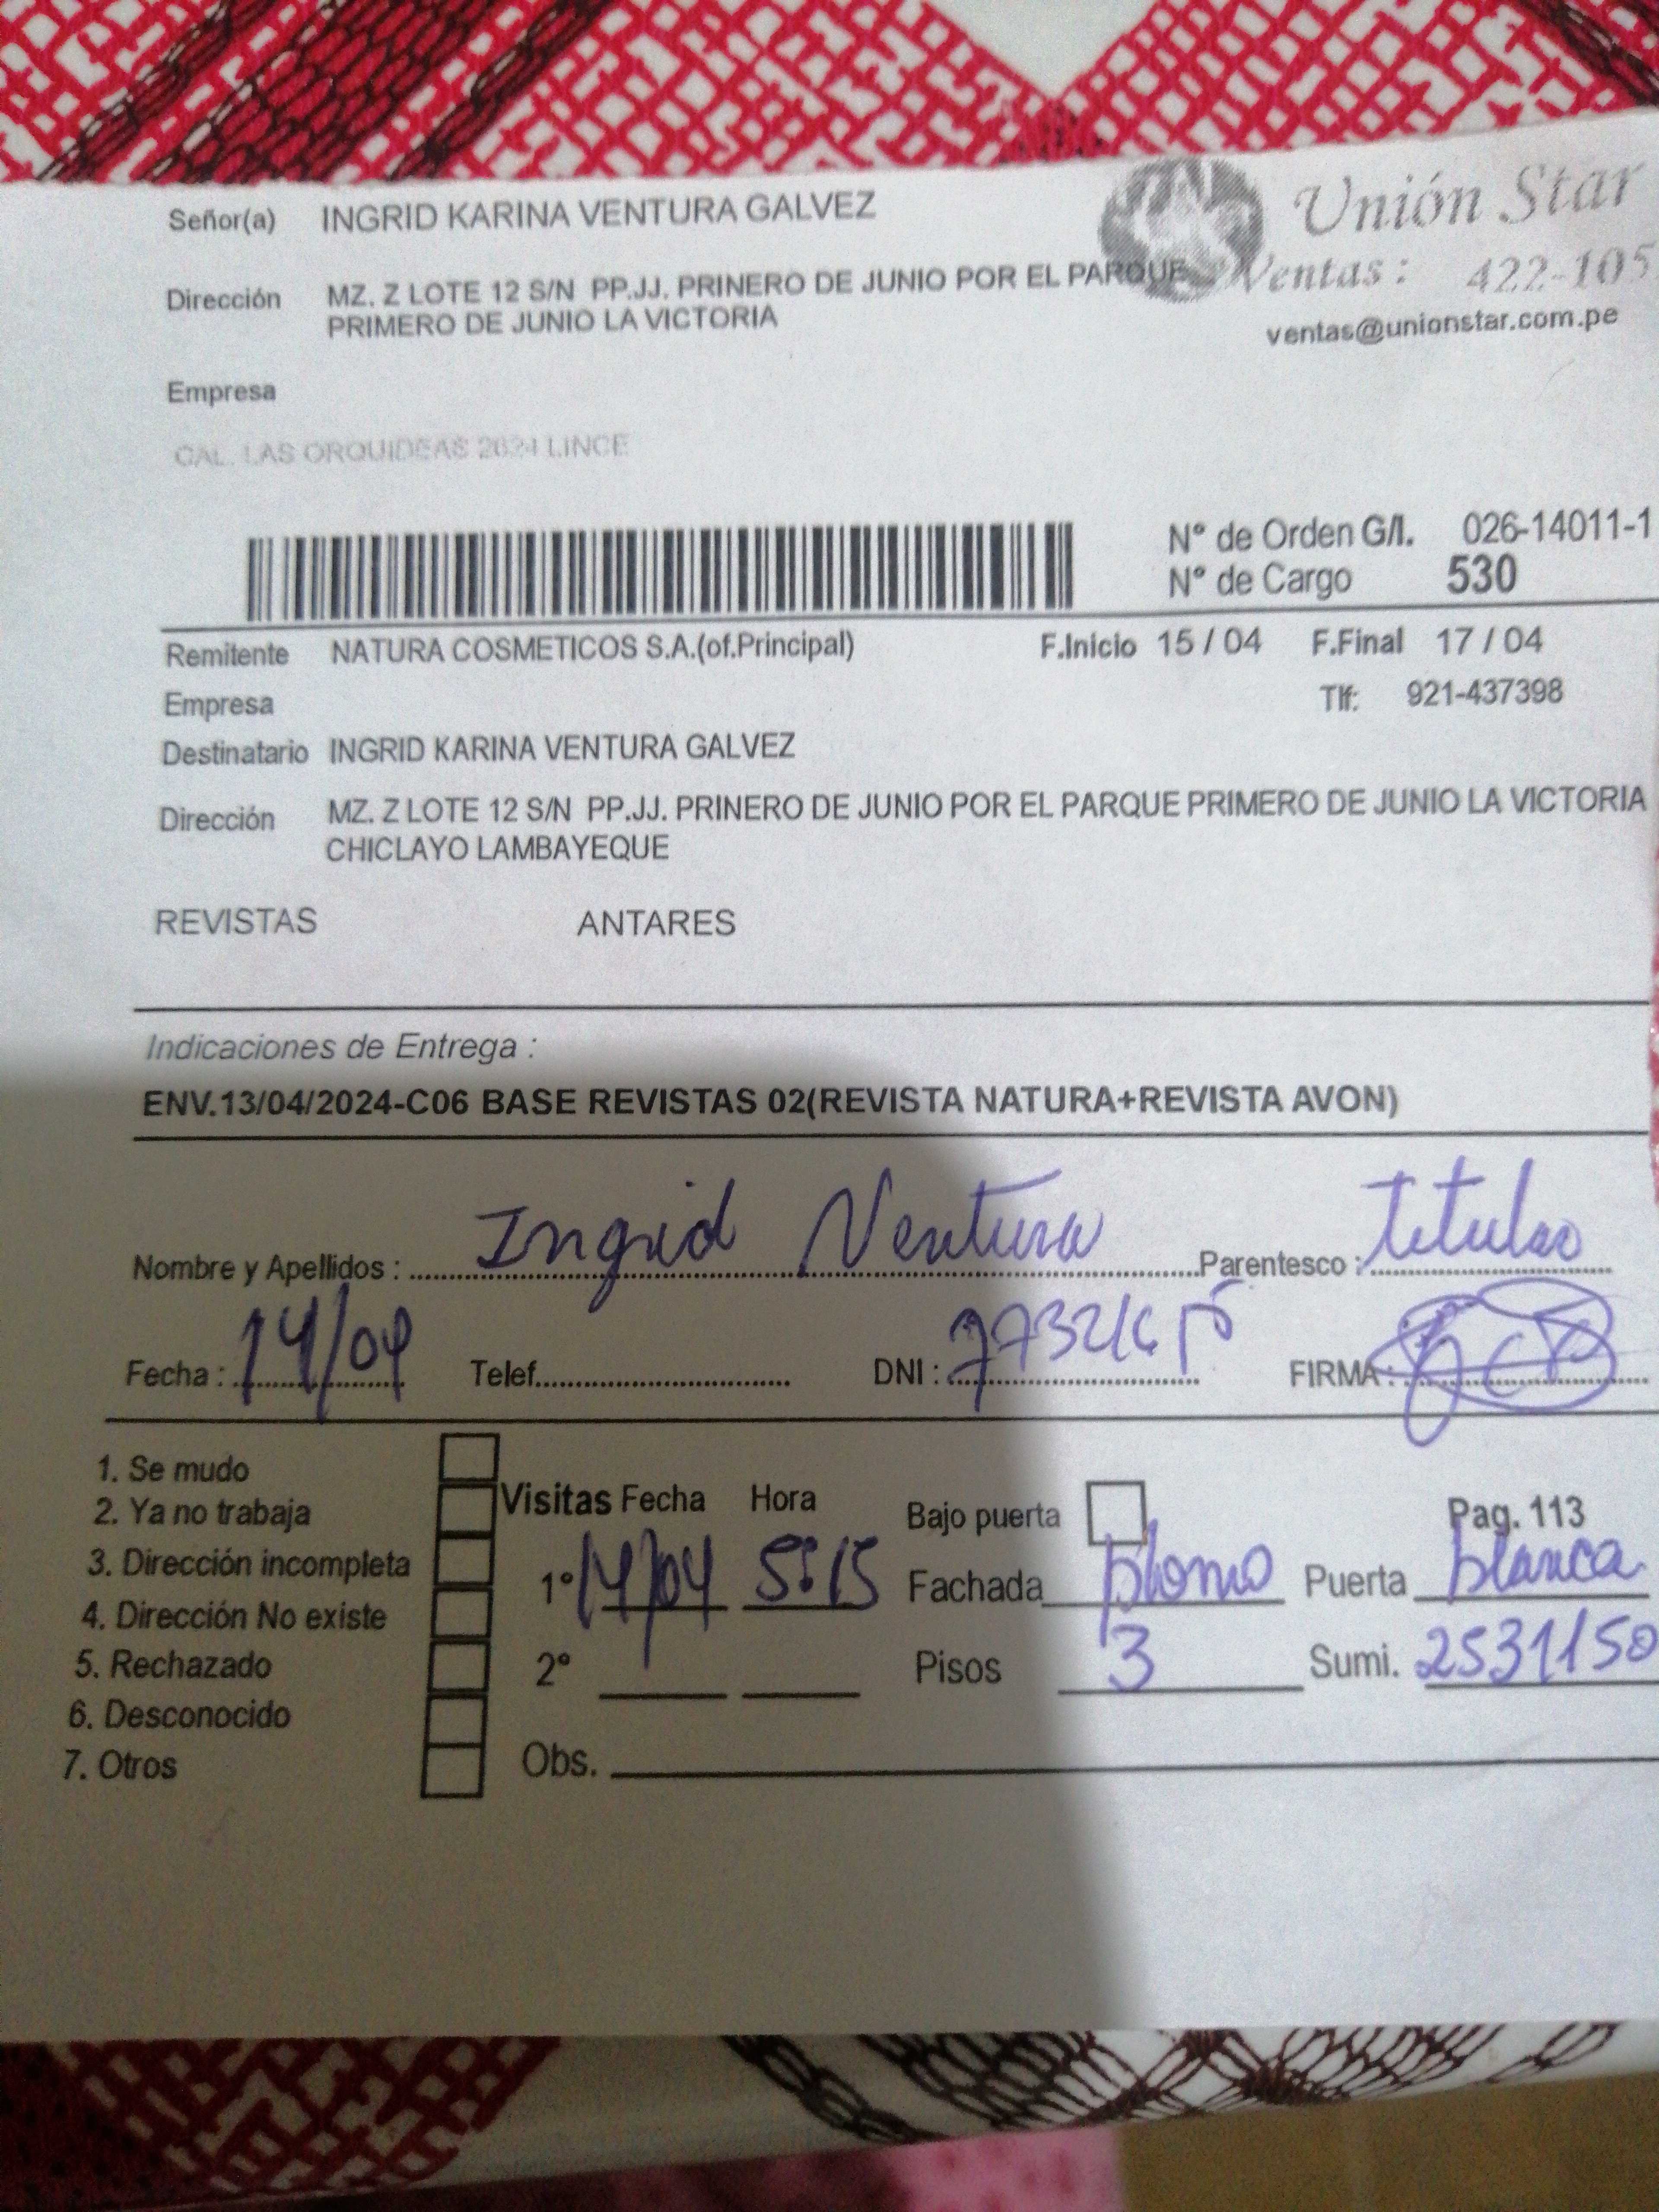 Señor(a) INGRID KARINA VENTURA GALVEZ
Unión Star
Dirección MZ. Z LOTE 12 S/N PP.JJ. PRINERO DE JUNIO POR EL PARQUE
PRIMERO DE JUNIO LA VICTORIA
Ventas: 422-105
ventas@unionstar.com.pe
Empresa
CAL. LAS ORQUIDEAS 2624 LINCE
N° de Orden G/I. 026-14011-1
N° de Cargo 530
Remitente NATURA COSMETICOS S.A.(of.Principal) F.Inicio 15 / 04 F.Final 17 / 04
Empresa Tlf: 921-437398
Destinatario INGRID KARINA VENTURA GALVEZ
Dirección MZ. Z LOTE 12 S/N PP.JJ. PRINERO DE JUNIO POR EL PARQUE PRIMERO DE JUNIO LA VICTORIA
CHICLAYO LAMBAYEQUE
REVISTAS ANTARES
Indicaciones de Entrega :
ENV.13/04/2024-C06 BASE REVISTAS 02(REVISTA NATURA+REVISTA AVON)
Nombre y Apellidos : Ingrid Ventura Parentesco : titular
Fecha : 14/04 Telef. DNI : FIRMA :
1. Se mudo
2. Ya no trabaja
3. Dirección incompleta
4. Dirección No existe
5. Rechazado
6. Desconocido
7. Otros
Visitas Fecha Hora Bajo puerta Pag. 113
1° 14/04 5:15 Fachada plomo Puerta blanca
2° Pisos 3 Sumi. 25311150
Obs.